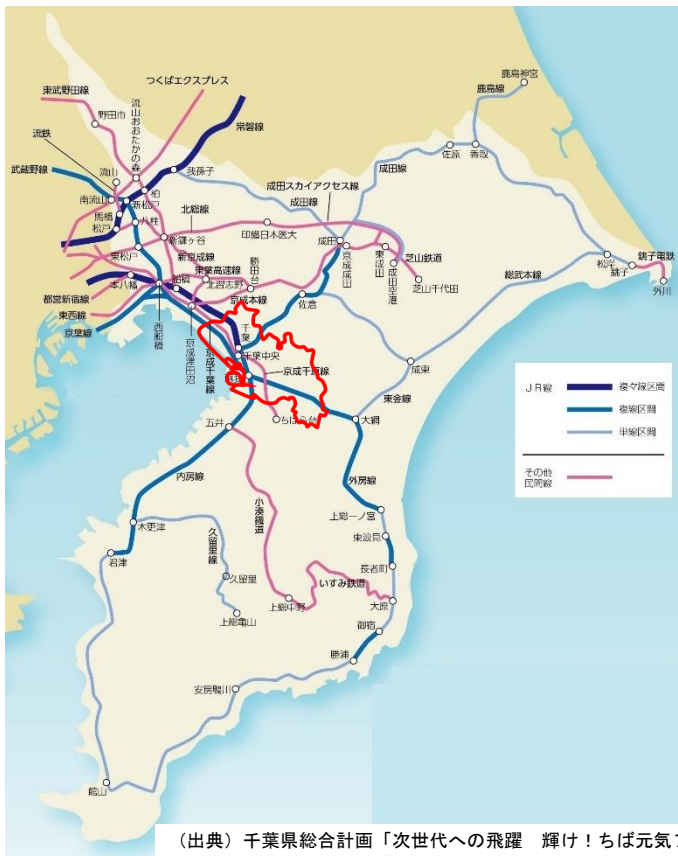 鹿島神宮
鹿島線
つくばエクスプレス
東武野田線
流山おおたかの森
野田市
常磐線
流鉄
武蔵野線
流山
我孫子
佐原
香取
成田線
柏
南流山
新松戸
成田スカイアクセス線
成田線
馬橋
松戸
八柱
北総線
印旛日本医大
新鎌ヶ谷
成田
東松戸
新京成線
勝田台
京成成田
東成田
成田空港
芝山鉄道
芝山千代田
松岸
銚子
銚子電鉄
外川
総武本線
東葉高速線
北習志野
船橋
本八幡
京成本線
佐倉
都営新宿線
東西線
京葉線
西船橋
京成津田沼
京成千葉線
千葉
千葉中央
京成千原線
成東
東金線
ちはら台
大網
五井
内房線
外房線
小湊鐵道
上総一ノ宮
東浪見
木更津
久留里線
長者町
君津
久留里
いすみ鉄道
上総中野
大原
上総亀山
御宿
勝浦
安房鴨川
館山
JR線
複々線区間
複線区間
単線区間
その他
民間線
（出典）千葉県総合計画「次世代への飛躍 輝け！ちば元気